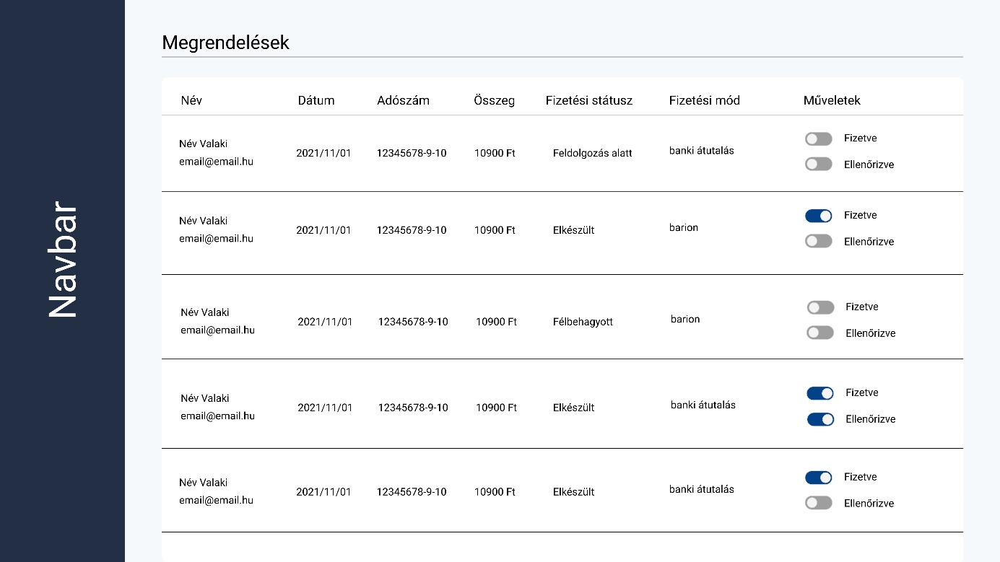 Navbar
Megrendelések
Név Dátum Adószám Összeg Fizetési státusz Fizetési mód Műveletek
Név Valaki
email@email.hu
2021/11/01 12345678-9-10 10900 Ft Feldolgozás alatt banki átutalás
Fizetve
Ellenőrizve
Név Valaki
email@email.hu
2021/11/01 12345678-9-10 10900 Ft Elkészült barion
Fizetve
Ellenőrizve
Név Valaki
email@email.hu
2021/11/01 12345678-9-10 10900 Ft Félbehagyott barion
Fizetve
Ellenőrizve
Név Valaki
email@email.hu
2021/11/01 12345678-9-10 10900 Ft Elkészült banki átutalás
Fizetve
Ellenőrizve
Név Valaki
email@email.hu
2021/11/01 12345678-9-10 10900 Ft Elkészült banki átutalás
Fizetve
Ellenőrizve